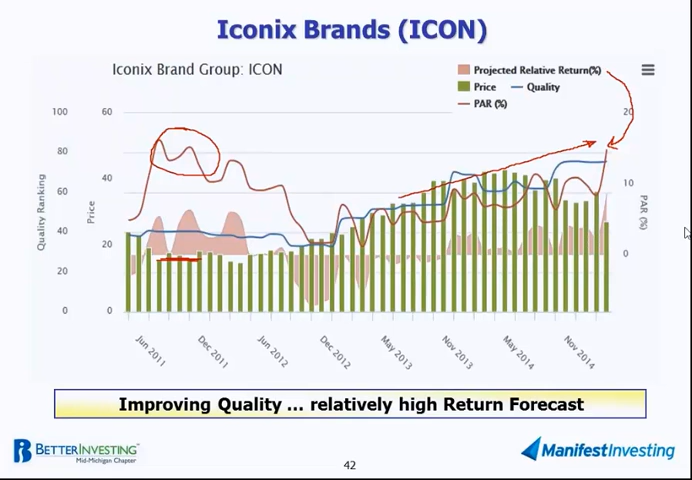 Iconix Brands (ICON)
Iconix Brand Group: ICON
Projected Relative Return(%)
Price
Quality
PAR (%)
100
80
60
40
20
0
Quality Ranking
60
40
20
0
Price
20
10
0
PAR (%)
Jun 2011
Dec 2011
Jun 2012
Dec 2012
May 2013
Nov 2013
May 2014
Nov 2014
Improving Quality ... relatively high Return Forecast
BETTERINVESTING™
Mid-Michigan Chapter
42
ManifestInvesting